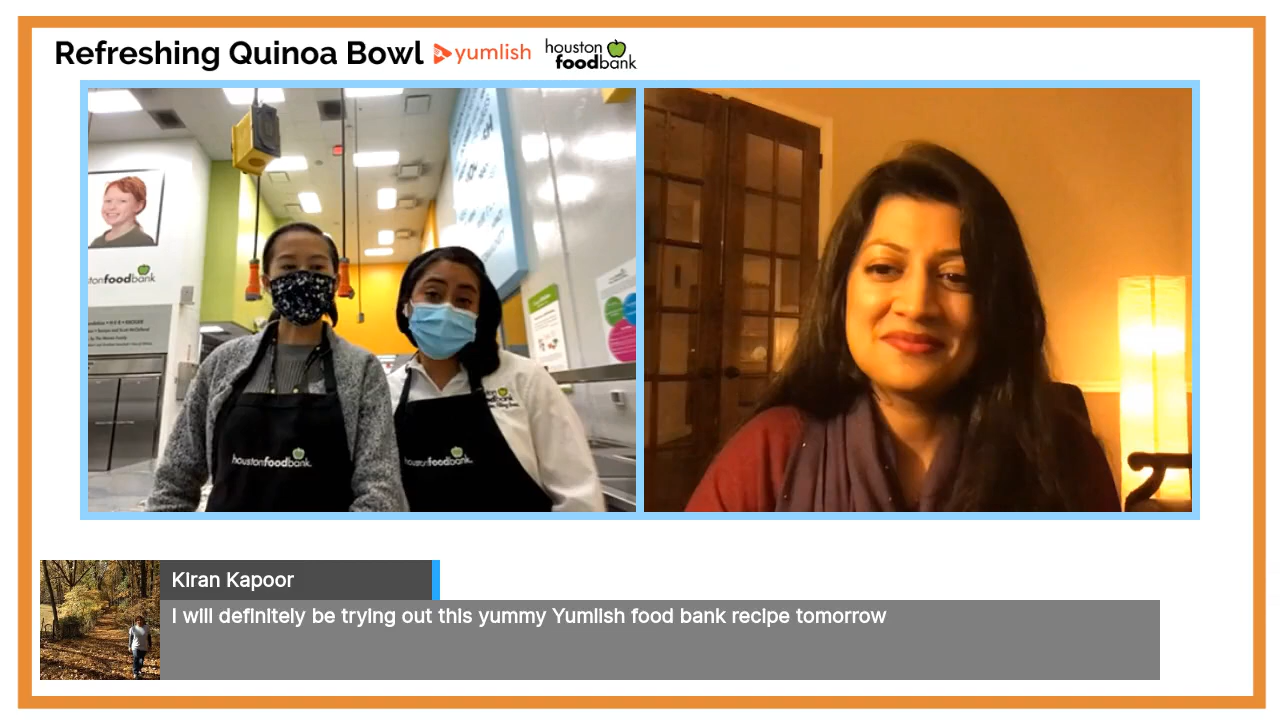 Refreshing Quinoa Bowl
yumlish
houston
foodbank
tonfoodbank
houstonfoodbank.
houstonfoodbank.
Kiran Kapoor
I will definitely be trying out this yummy Yumlish food bank recipe tomorrow